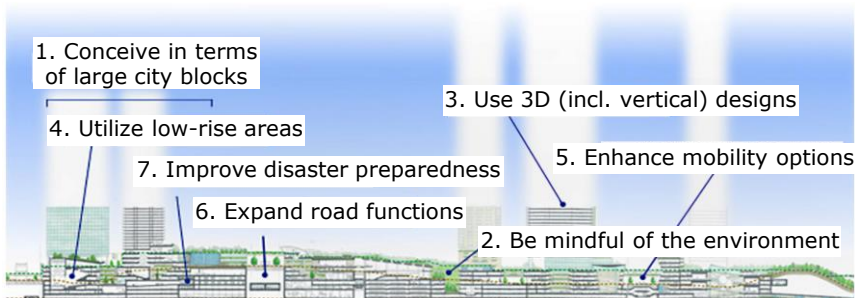 1. Conceive in terms
of large city blocks
3. Use 3D (incl. vertical) designs
4. Utilize low-rise areas
5. Enhance mobility options
7. Improve disaster preparedness
6. Expand road functions
2. Be mindful of the environment